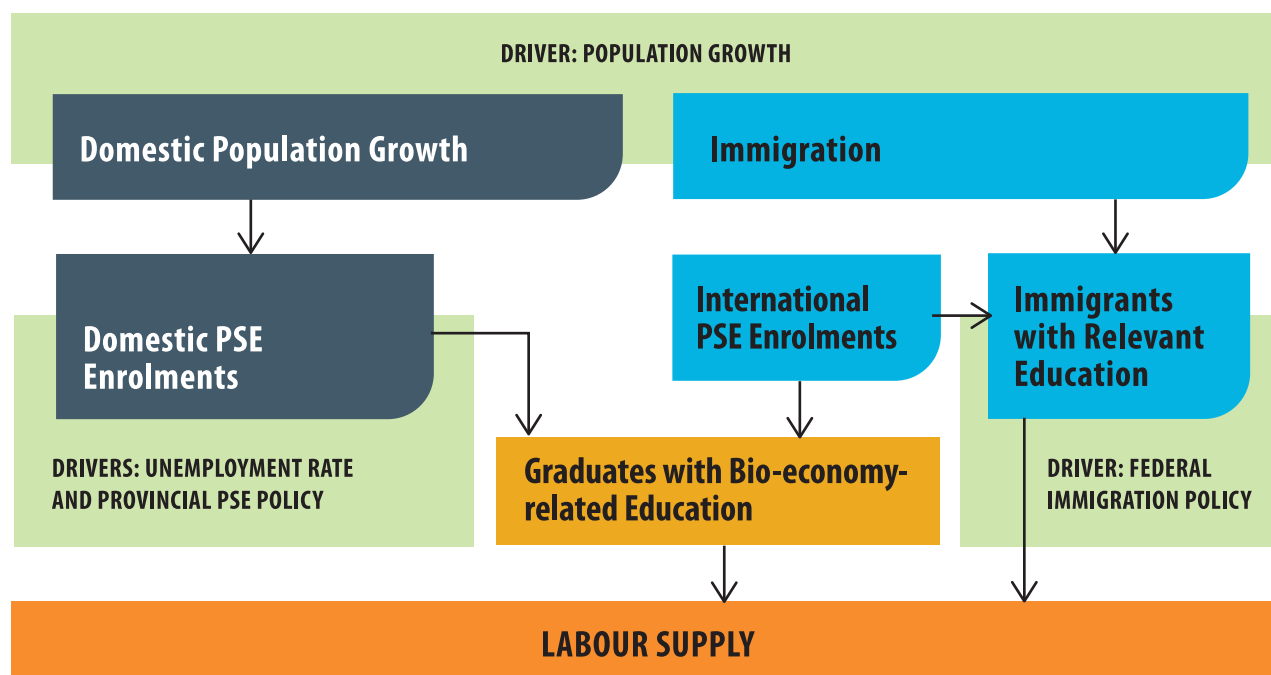 DRIVER: POPULATION GROWTH
Domestic Population Growth
Immigration
Domestic PSE
Enrolments
International
PSE Enrolments
Immigrants
with Relevant
Education
DRIVERS: UNEMPLOYMENT RATE
AND PROVINCIAL PSE POLICY
Graduates with Bio-economy-
related Education
DRIVER: FEDERAL
IMMIGRATION POLICY
LABOUR SUPPLY